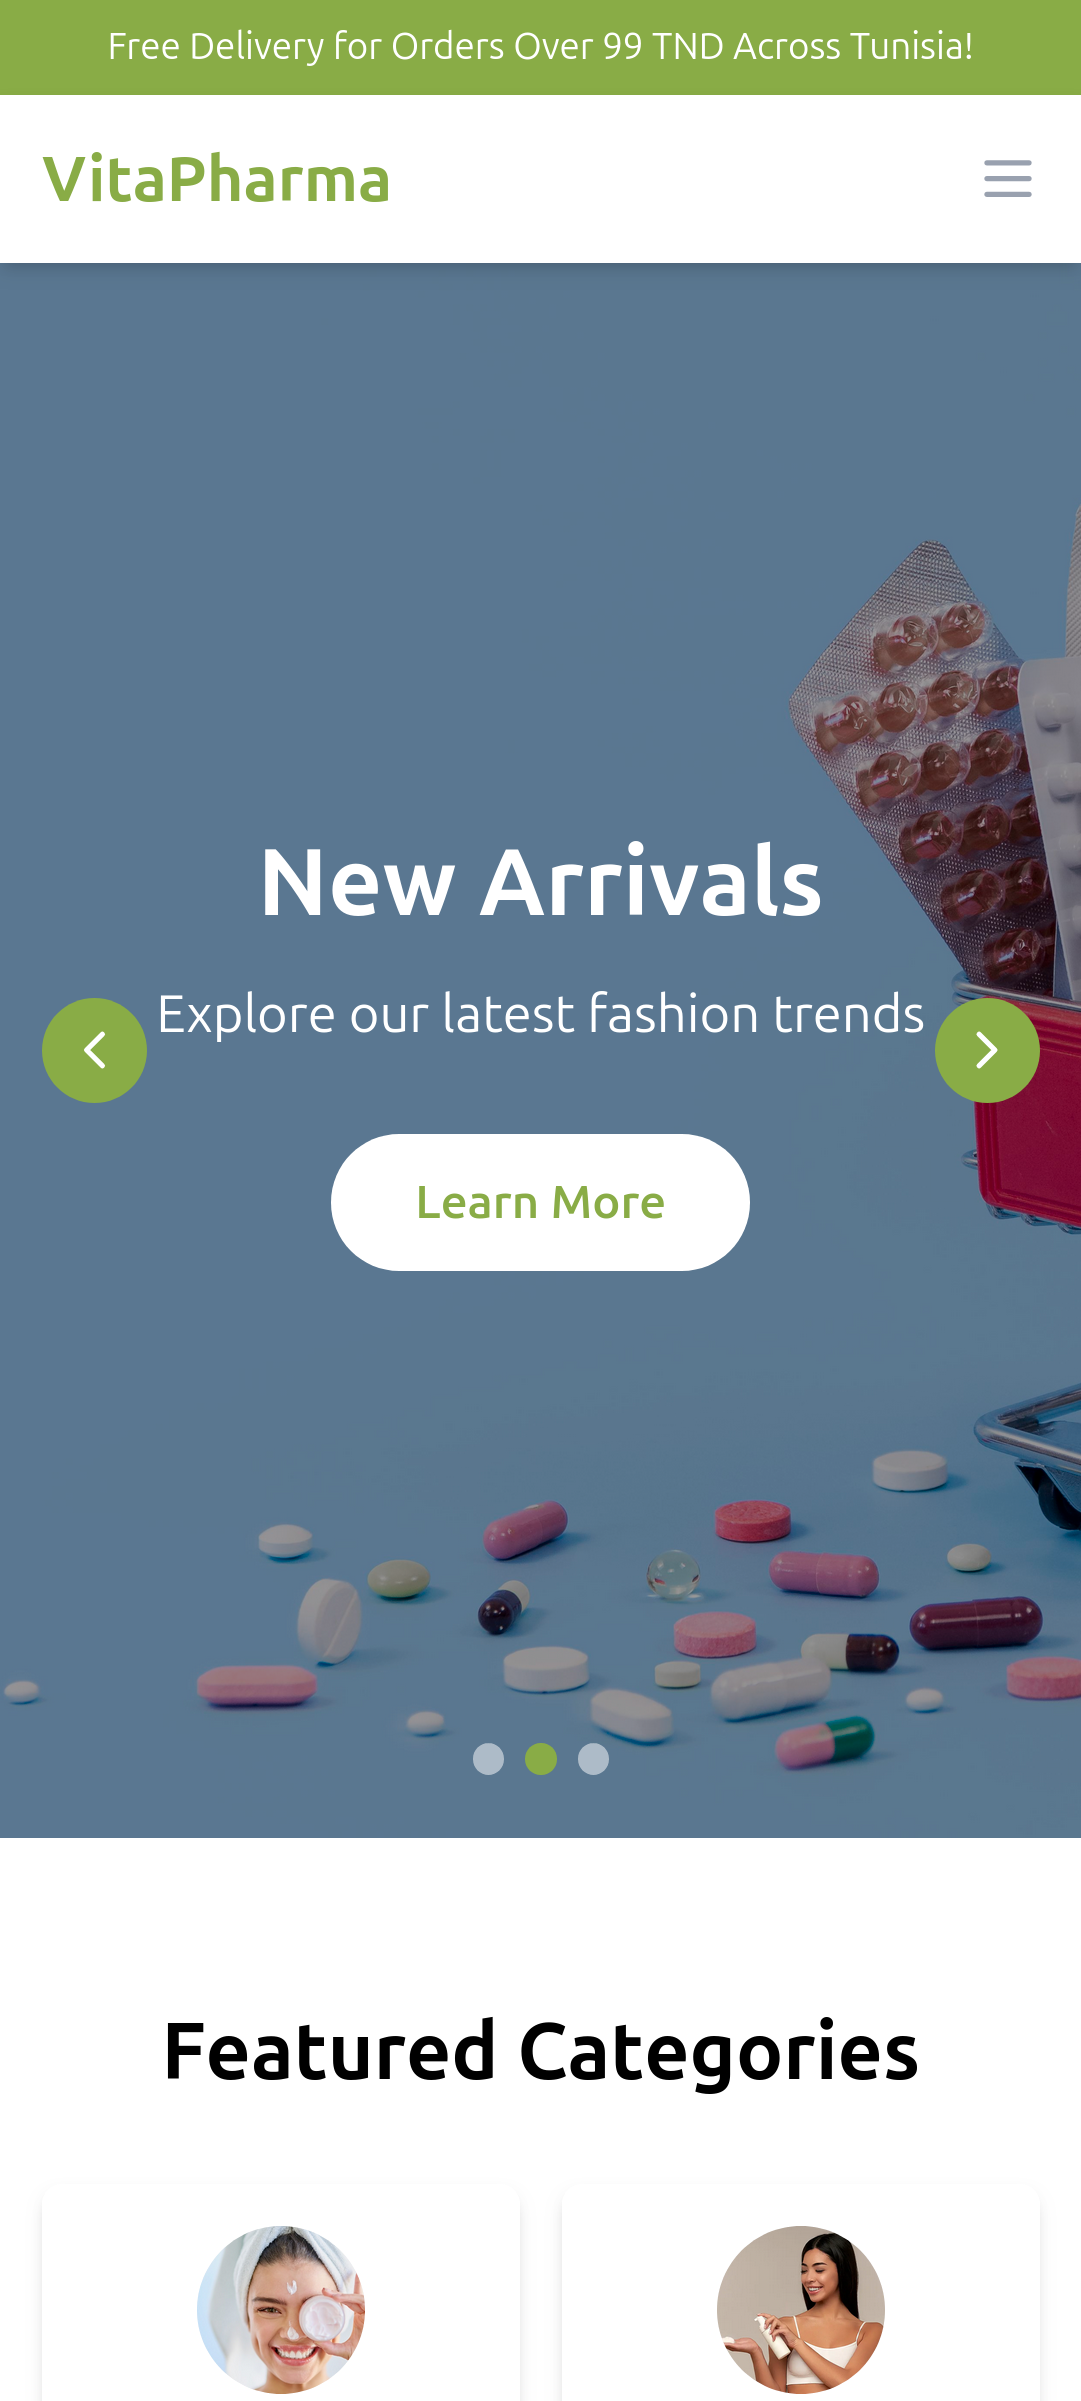 Free Delivery for Orders Over 99 TND Across Tunisia!
VitaPharma
New Arrivals
Explore our latest fashion trends
Learn More
Featured Categories